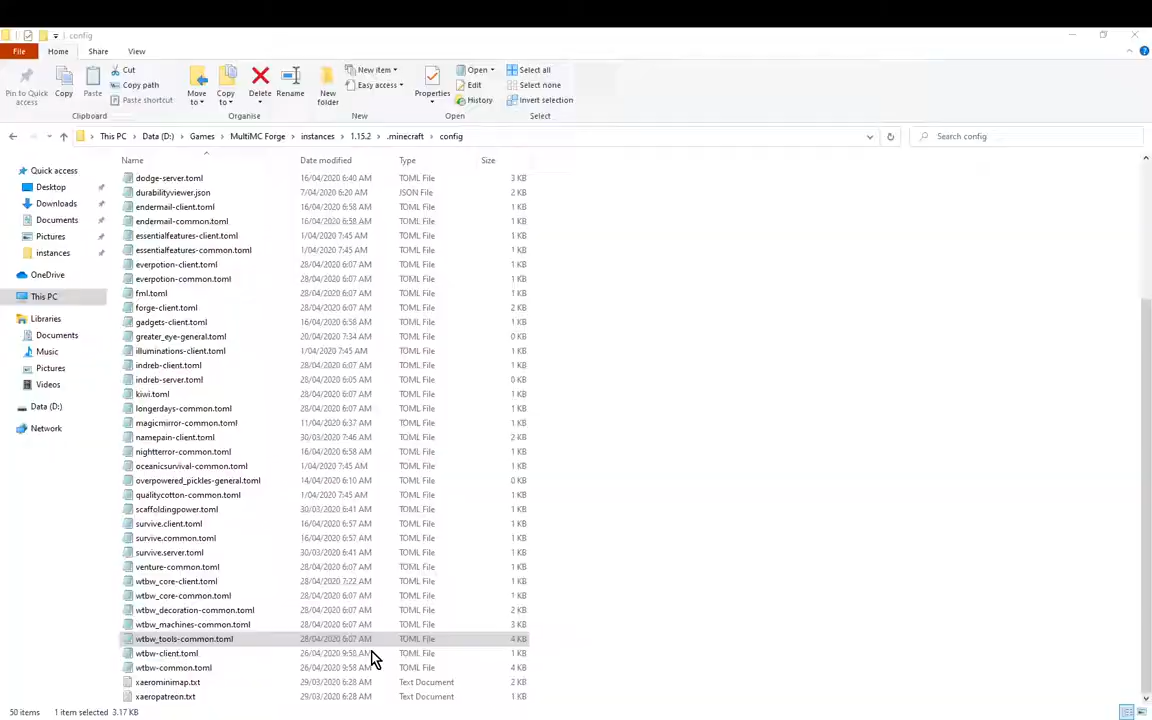 config
File Home Share View
Pin to Quick access
Copy
Paste
Cut
Copy path
Paste shortcut
Clipboard
Move to
Copy to
Delete
Rename
Organise
New folder
New item
Easy access
New
Properties
Open
Edit
History
Open
Select all
Select none
Invert selection
Select
This PC > Data (D:) > Games > MultiMC Forge > instances > 1.15.2 > .minecraft > config
Search config
Quick access
Desktop
Downloads
Documents
Pictures
instances
OneDrive
This PC
Libraries
Documents
Music
Pictures
Videos
Data (D:)
Network
Name Date modified Type Size
dodge-server.toml 16/04/2020 6:40 AM TOML File 3 KB
durabilityviewer.json 7/04/2020 6:20 AM JSON File 2 KB
endermail-client.toml 16/04/2020 6:58 AM TOML File 1 KB
endermail-common.toml 16/04/2020 6:58 AM TOML File 1 KB
essentialfeatures-client.toml 1/04/2020 7:45 AM TOML File 1 KB
essentialfeatures-common.toml 1/04/2020 7:45 AM TOML File 1 KB
everpotion-client.toml 28/04/2020 6:07 AM TOML File 1 KB
everpotion-common.toml 28/04/2020 6:07 AM TOML File 1 KB
fml.toml 28/04/2020 6:07 AM TOML File 1 KB
forge-client.toml 28/04/2020 6:07 AM TOML File 2 KB
gadgets-client.toml 16/04/2020 6:58 AM TOML File 1 KB
greater_eye-general.toml 20/04/2020 7:34 AM TOML File 0 KB
illuminations-client.toml 1/04/2020 7:45 AM TOML File 1 KB
indreb-client.toml 28/04/2020 6:07 AM TOML File 1 KB
indreb-server.toml 28/04/2020 6:05 AM TOML File 0 KB
kiwi.toml 28/04/2020 6:07 AM TOML File 1 KB
longerdays-common.toml 28/04/2020 6:07 AM TOML File 1 KB
magicmirror-common.toml 11/04/2020 6:37 AM TOML File 1 KB
namepain-client.toml 30/03/2020 7:46 AM TOML File 2 KB
nightterror-common.toml 16/04/2020 6:58 AM TOML File 1 KB
oceanicsurvival-common.toml 1/04/2020 7:45 AM TOML File 1 KB
overpowered_pickles-general.toml 14/04/2020 6:10 AM TOML File 0 KB
qualitycotton-common.toml 1/04/2020 7:45 AM TOML File 1 KB
scaffoldingpower.toml 30/03/2020 6:41 AM TOML File 1 KB
survive.client.toml 16/04/2020 6:57 AM TOML File 1 KB
survive.common.toml 16/04/2020 6:57 AM TOML File 1 KB
survive.server.toml 30/03/2020 6:41 AM TOML File 1 KB
venture-common.toml 28/04/2020 6:07 AM TOML File 1 KB
wtbw_core-client.toml 28/04/2020 7:22 AM TOML File 1 KB
wtbw_core-common.toml 28/04/2020 6:07 AM TOML File 1 KB
wtbw_decoration-common.toml 28/04/2020 6:07 AM TOML File 2 KB
wtbw_machines-common.toml 28/04/2020 6:07 AM TOML File 3 KB
wtbw_tools-common.toml 28/04/2020 6:07 AM TOML File 4 KB
wtbw-client.toml 26/04/2020 9:58 AM TOML File 1 KB
wtbw-common.toml 26/04/2020 9:58 AM TOML File 4 KB
xaerominimap.txt 29/03/2020 6:28 AM Text Document 2 KB
xaeropatreon.txt 29/03/2020 6:28 AM Text Document 1 KB
50 items 1 item selected 3.17 KB